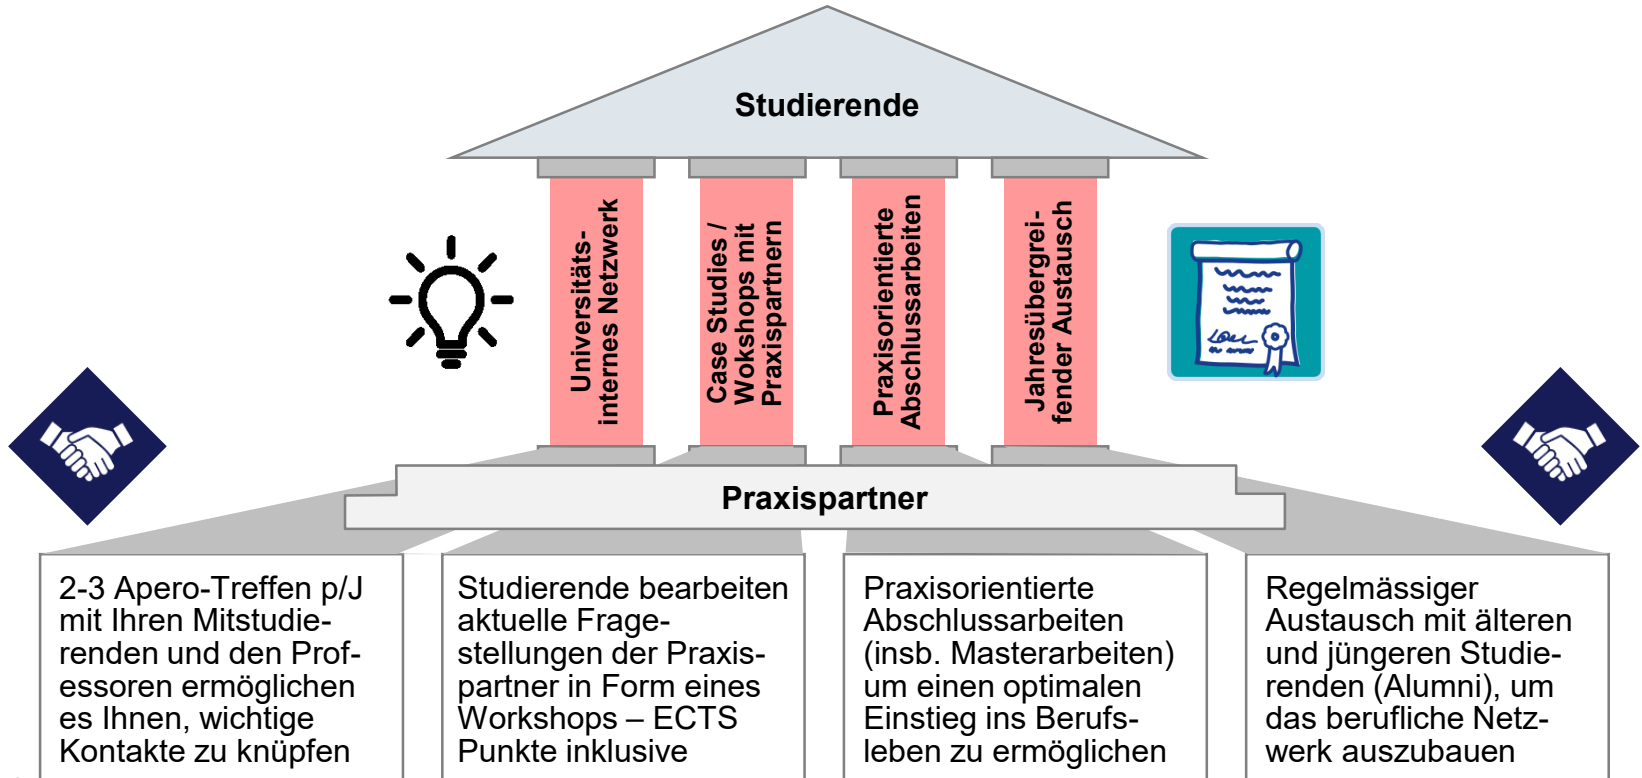 Studierende
Universitäts-
internes Netzwerk
Case Studies /
Wokshops mit
Praxispartnern
Praxisorientierte
Abschlussarbeiten
Jahresübergrei-
fender Austausch
Praxispartner
2-3 Apero-Treffen p/J
mit Ihren Mitstudie-
renden und den Prof-
essoren ermöglichen
es Ihnen, wichtige
Kontakte zu knüpfen
Studierende bearbeiten
aktuelle Frage-
stellungen der Praxis-
partner in Form eines
Workshops – ECTS
Punkte inklusive
Praxisorientierte
Abschlussarbeiten
(insb. Masterarbeiten)
um einen optimalen
Einstieg ins Berufs-
leben zu ermöglichen
Regelmässiger
Austausch mit älteren
und jüngeren Studie-
renden (Alumni), um
das berufliche Netz-
werk auszubauen